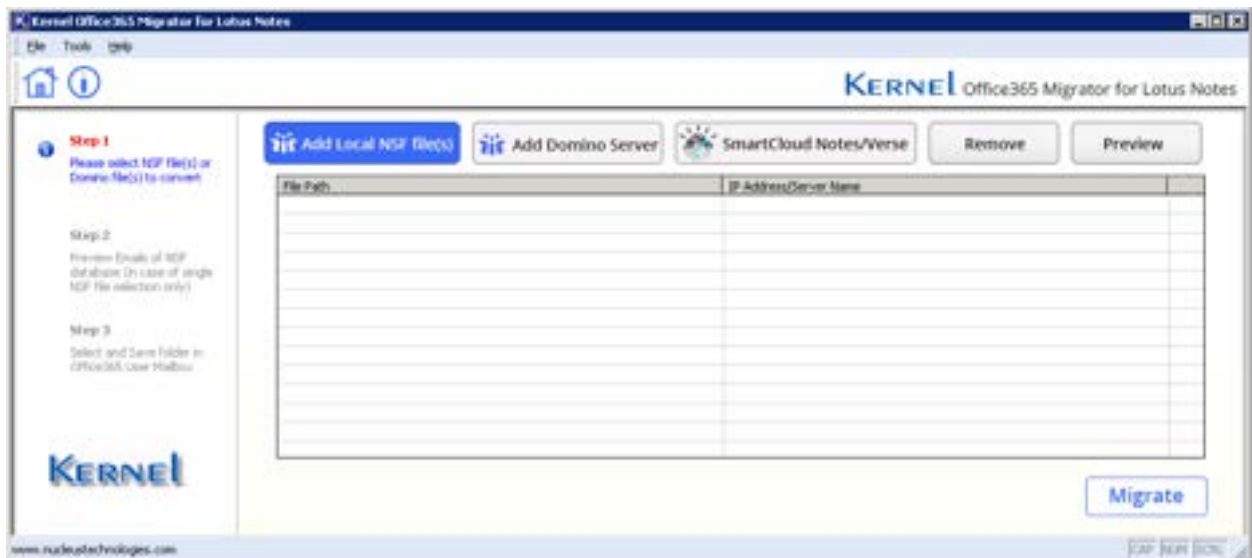 Kernel Office365 Migrator for Lotus Notes
File Tools Help
KERNEL Office365 Migrator for Lotus Notes
Step 1
Please select NSF file(s) or
Domino file(s) to convert
Step 2
Preview Emails of NSF
database (In case of single
NSF file selection only)
Step 3
Select and Save folder in
Office365 User Mailbox
KERNEL
Add Local NSF file(s)
Add Domino Server
SmartCloud Notes/Verse
Remove
Preview
File Path
IP Address/Server Name
Migrate
www.nucleustechnologies.com
CAP NUM SCRL